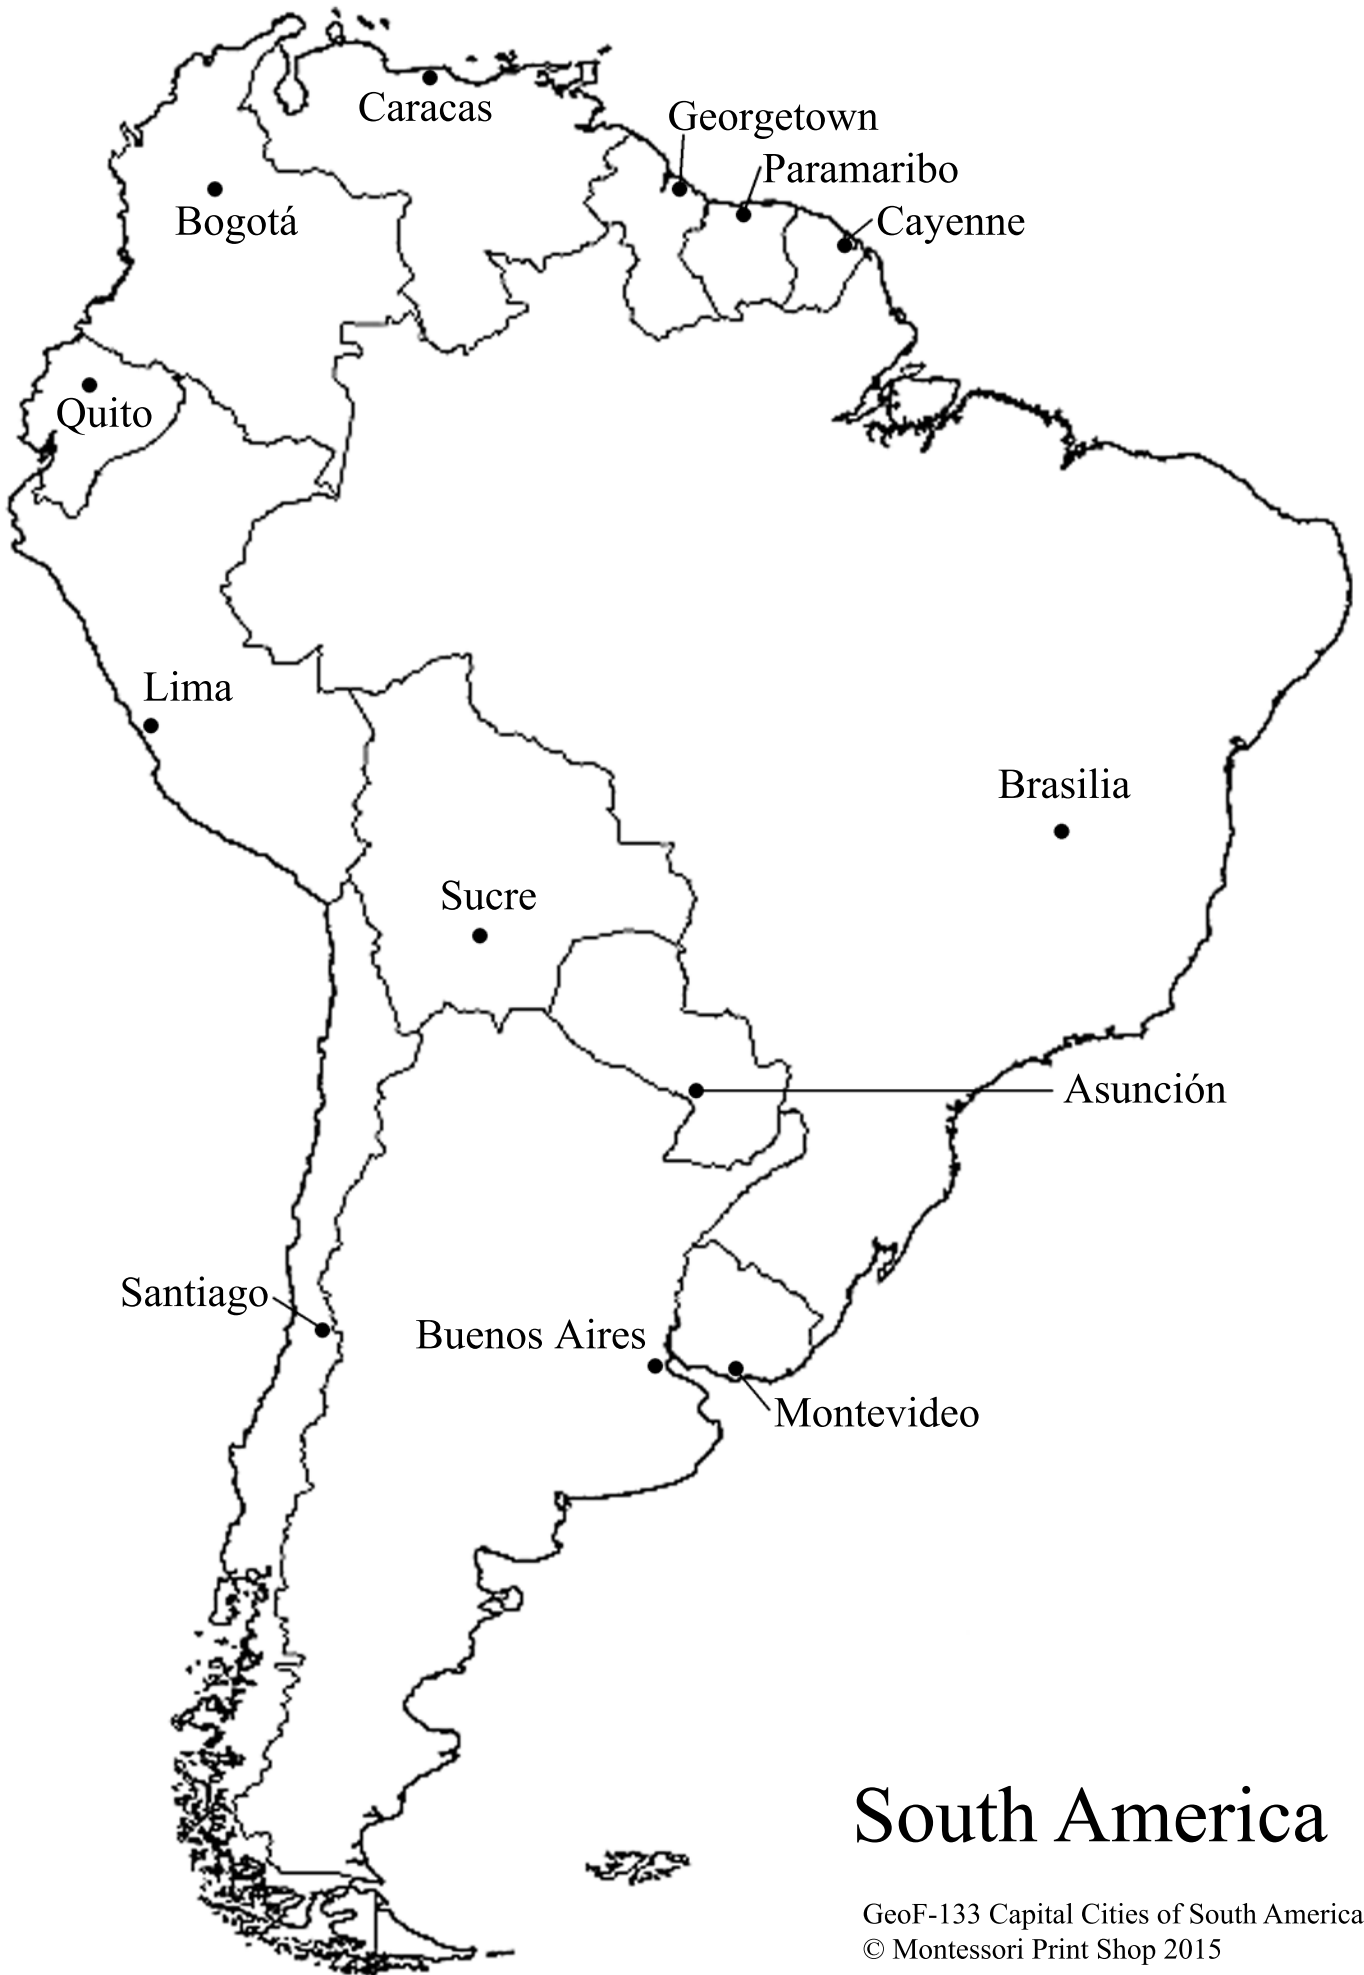 Caracas
Georgetown
Paramaribo
Bogotá
Cayenne
Quito
Lima
Brasilia
Sucre
Asunción
Santiago
Buenos Aires
Montevideo
South America
GeoF-133 Capital Cities of South America
© Montessori Print Shop 2015